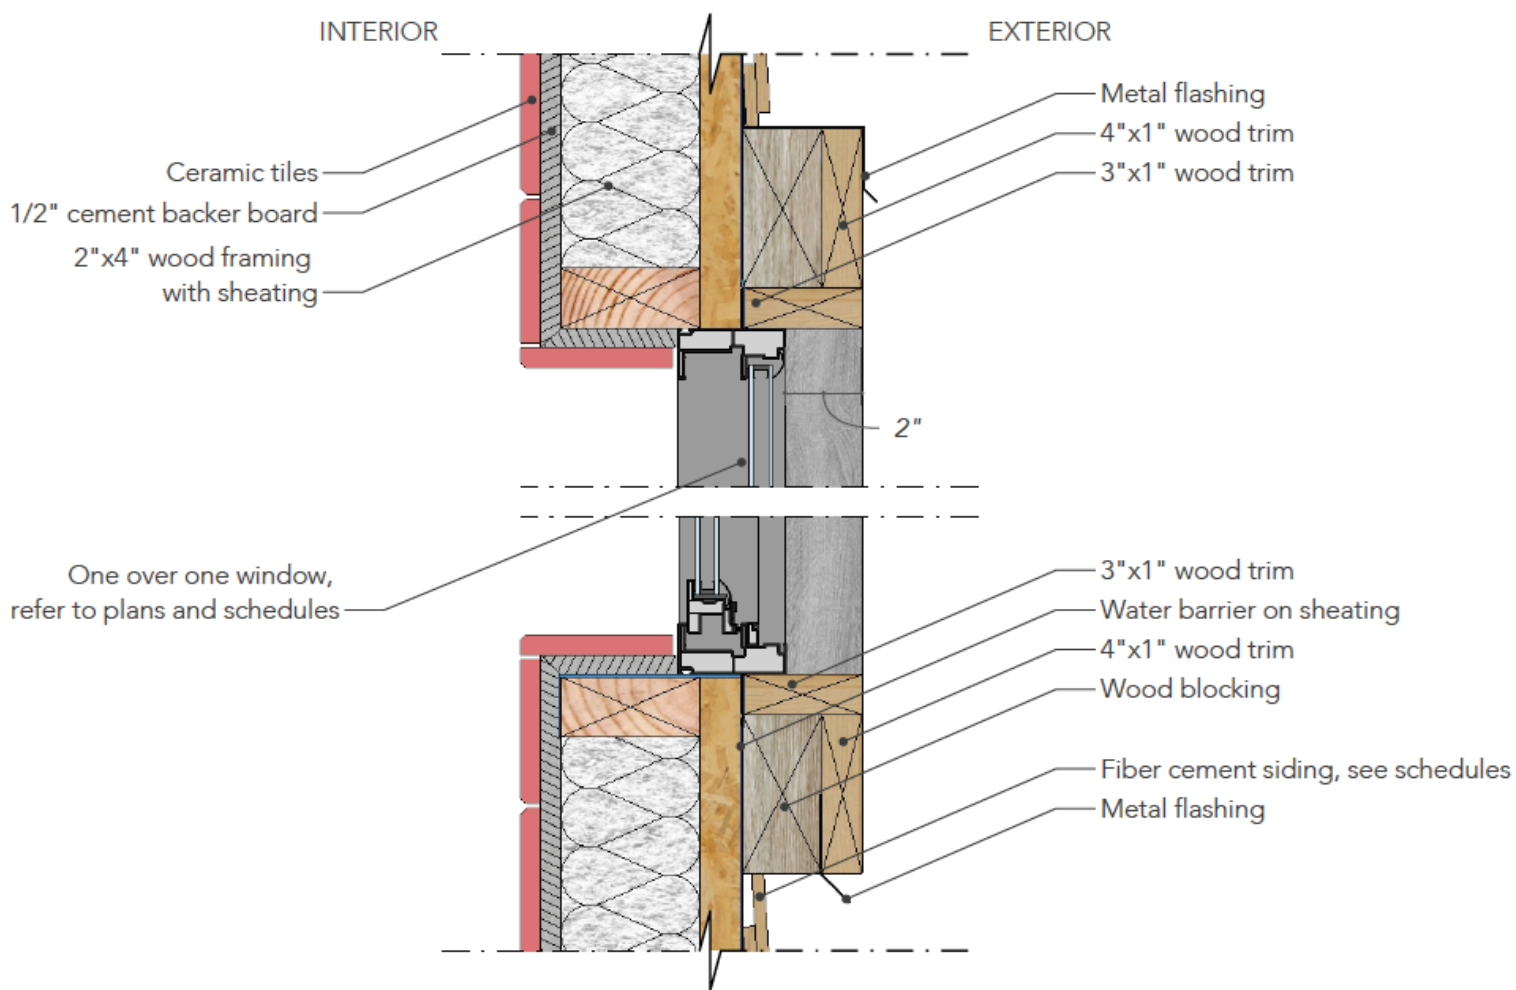 INTERIOR
EXTERIOR
Ceramic tiles
1/2" cement backer board
2"x4" wood framing
with sheating
Metal flashing
4"x1" wood trim
3"x1" wood trim
2"
One over one window,
refer to plans and schedules
3"x1" wood trim
Water barrier on sheating
4"x1" wood trim
Wood blocking
Fiber cement siding, see schedules
Metal flashing